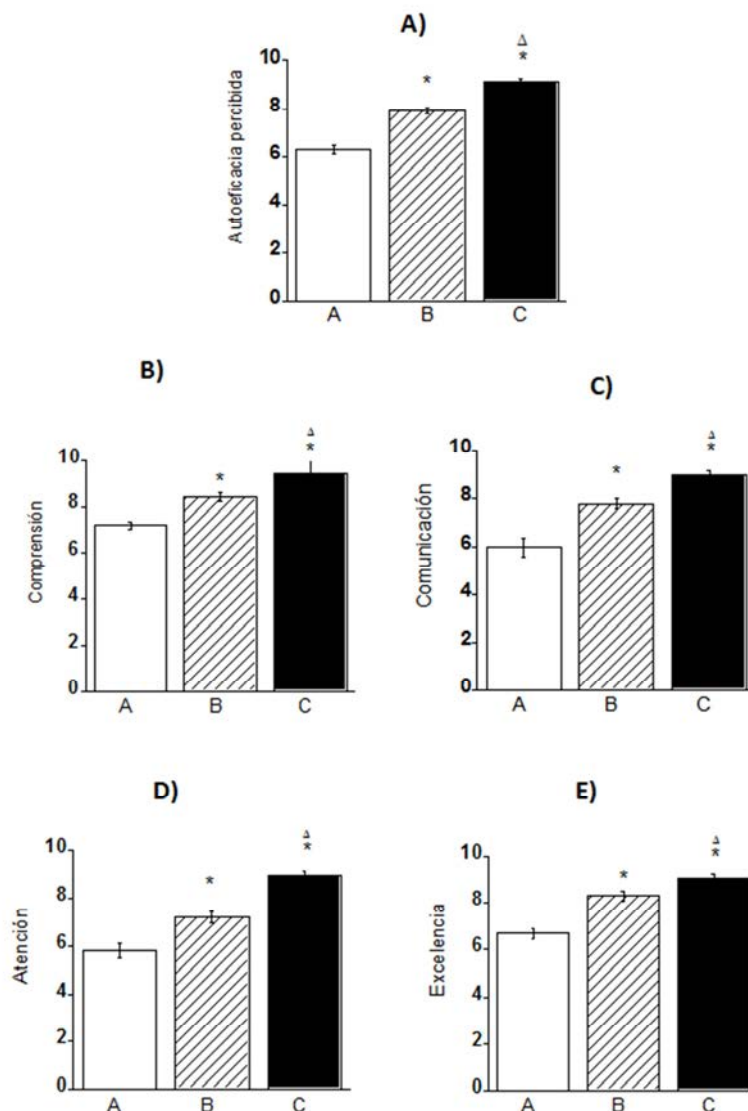 A)
Δ
*
*
10
8
6
4
2
0
Autoeficacia percibida
A B C
B)
Δ
*
*
10
8
6
4
2
0
Comprensión
A B C
C)
Δ
*
*
10
8
6
4
2
0
Comunicación
A B C
D)
Δ
*
*
10
8
6
4
2
0
Atención
A B C
E)
Δ
*
*
10
8
6
4
2
0
Excelencia
A B C